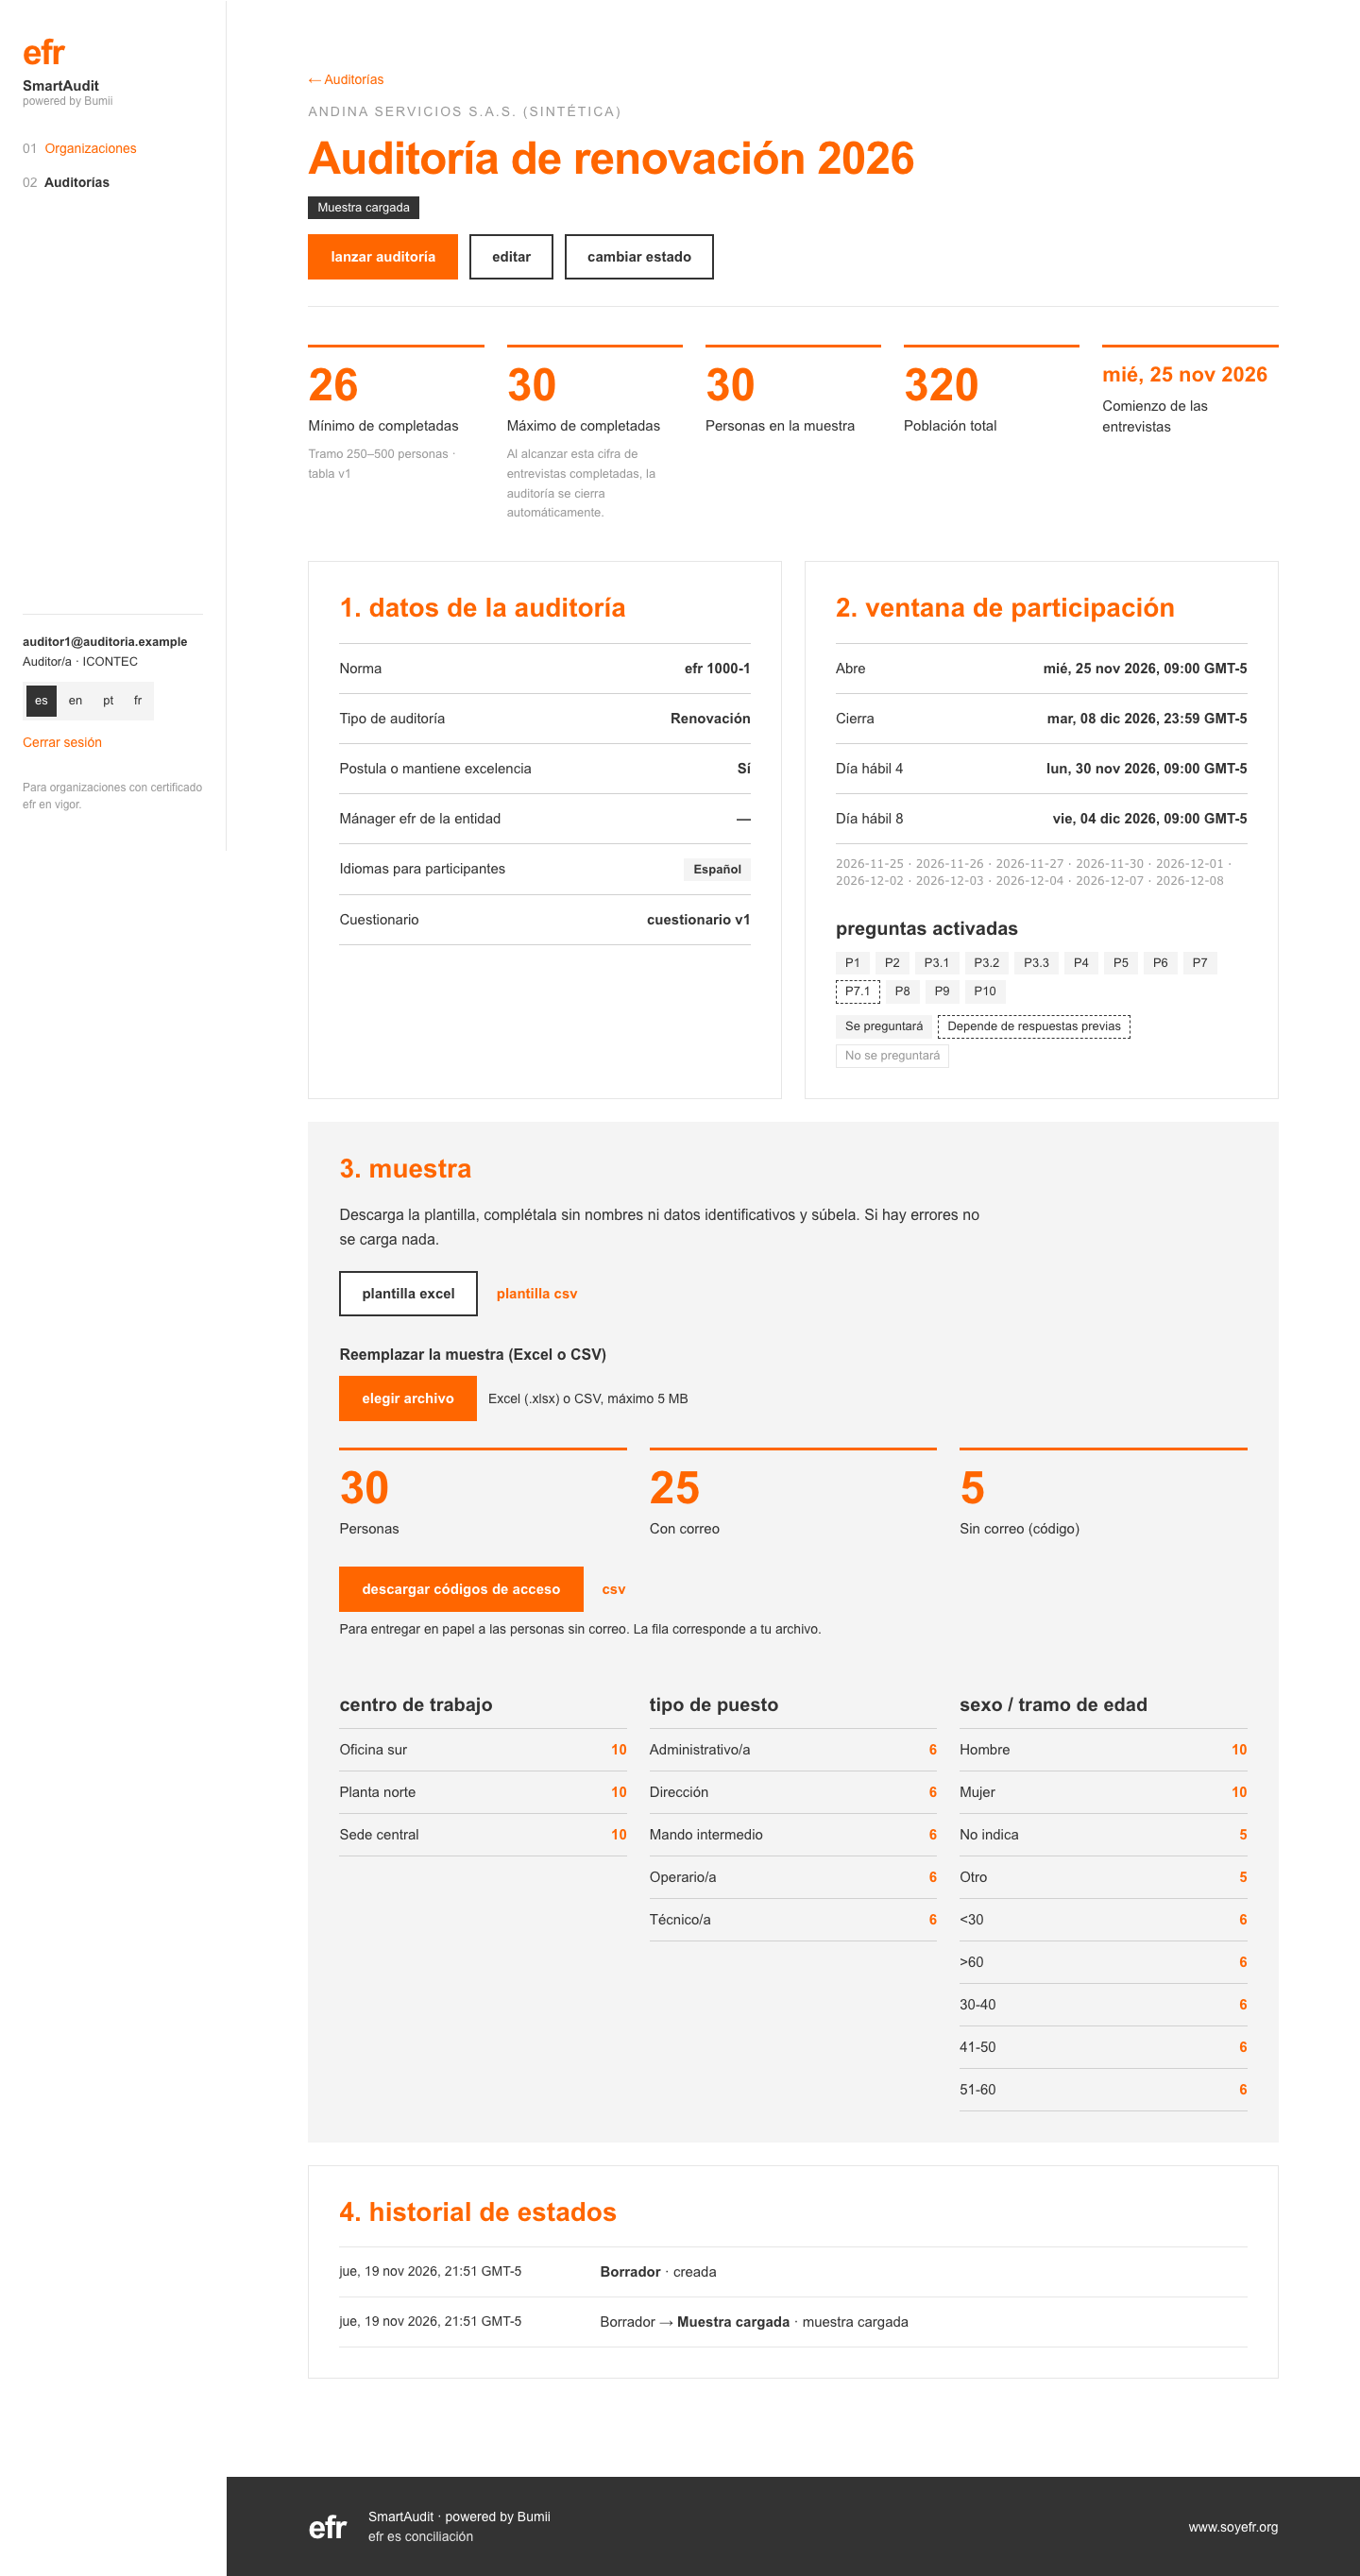 efr
SmartAudit
powered by Bumii
01 Organizaciones
02 Auditorías
auditor1@auditoria.example
Auditor/a · ICONTEC
es en pt fr
Cerrar sesión
Para organizaciones con certificado
efr en vigor.
← Auditorías
ANDINA SERVICIOS S.A.S. (SINTÉTICA)
Auditoría de renovación 2026
Muestra cargada
lanzar auditoría editar cambiar estado
26
Mínimo de completadas
Tramo 250–500 personas ·
tabla v1
30
Máximo de completadas
Al alcanzar esta cifra de
entrevistas completadas, la
auditoría se cierra
automáticamente.
30
Personas en la muestra
320
Población total
mié, 25 nov 2026
Comienzo de las
entrevistas
1. datos de la auditoría
Norma efr 1000-1
Tipo de auditoría Renovación
Postula o mantiene excelencia Sí
Mánager efr de la entidad —
Idiomas para participantes Español
Cuestionario cuestionario v1
2. ventana de participación
Abre mié, 25 nov 2026, 09:00 GMT-5
Cierra mar, 08 dic 2026, 23:59 GMT-5
Día hábil 4 lun, 30 nov 2026, 09:00 GMT-5
Día hábil 8 vie, 04 dic 2026, 09:00 GMT-5
2026-11-25 · 2026-11-26 · 2026-11-27 · 2026-11-30 · 2026-12-01 ·
2026-12-02 · 2026-12-03 · 2026-12-04 · 2026-12-07 · 2026-12-08
preguntas activadas
P1 P2 P3.1 P3.2 P3.3 P4 P5 P6 P7
P7.1 P8 P9 P10
Se preguntará Depende de respuestas previas
No se preguntará
3. muestra
Descarga la plantilla, complétala sin nombres ni datos identificativos y súbela. Si hay errores no
se carga nada.
plantilla excel plantilla csv
Reemplazar la muestra (Excel o CSV)
elegir archivo Excel (.xlsx) o CSV, máximo 5 MB
30
Personas
25
Con correo
5
Sin correo (código)
descargar códigos de acceso csv
Para entregar en papel a las personas sin correo. La fila corresponde a tu archivo.
centro de trabajo
Oficina sur 10
Planta norte 10
Sede central 10
tipo de puesto
Administrativo/a 6
Dirección 6
Mando intermedio 6
Operario/a 6
Técnico/a 6
sexo / tramo de edad
Hombre 10
Mujer 10
No indica 5
Otro 5
<30 6
>60 6
30-40 6
41-50 6
51-60 6
4. historial de estados
jue, 19 nov 2026, 21:51 GMT-5 Borrador · creada
jue, 19 nov 2026, 21:51 GMT-5 Borrador → Muestra cargada · muestra cargada
efr
SmartAudit · powered by Bumii
efr es conciliación
www.soyefr.org